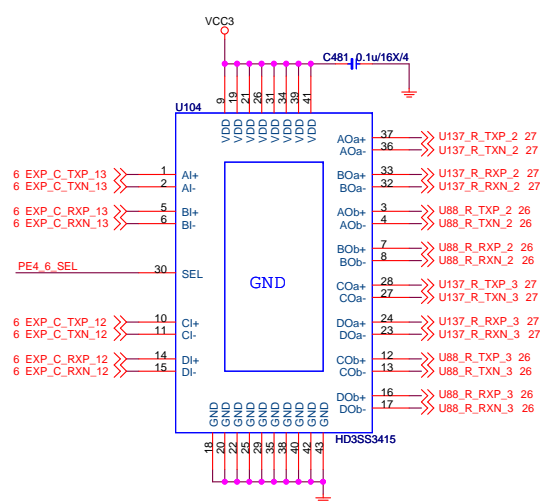 VCC3
C481 0.1u/16X/4
U104
9 19 21 26 31 34 39 41
VDD VDD VDD VDD VDD VDD VDD VDD
6 EXP_C_TXP_13 1 AI+
6 EXP_C_TXN_13 2 AI-
6 EXP_C_RXP_13 5 BI+
6 EXP_C_RXN_13 6 BI-
PE4_6_SEL 30 SEL
6 EXP_C_TXP_12 10 CI+
6 EXP_C_TXN_12 11 CI-
6 EXP_C_RXP_12 14 DI+
6 EXP_C_RXN_12 15 DI-
GND
AOa+ 37 U137_R_TXP_2 27
AOa- 36 U137_R_TXN_2 27
BOa+ 33 U137_R_RXP_2 27
BOa- 32 U137_R_RXN_2 27
AOb+ 3 U88_R_TXP_2 26
AOb- 4 U88_R_TXN_2 26
BOb+ 7 U88_R_RXP_2 26
BOb- 8 U88_R_RXN_2 26
COa+ 28 U137_R_TXP_3 27
COa- 27 U137_R_TXN_3 27
DOa+ 24 U137_R_RXP_3 27
DOa- 23 U137_R_RXN_3 27
COb+ 12 U88_R_TXP_3 26
COb- 13 U88_R_TXN_3 26
DOb+ 16 U88_R_RXP_3 26
DOb- 17 U88_R_RXN_3 26
GND GND GND GND GND GND GND GND GND GND
18 20 22 25 29 35 38 40 42 43
HD3SS3415